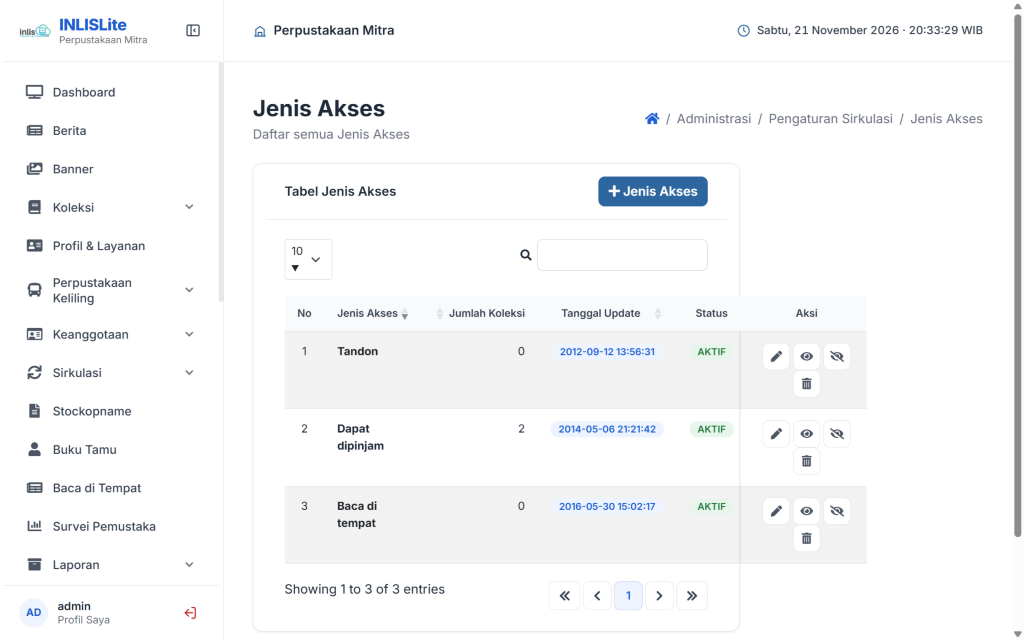 inlis
INLISLite
Perpustakaan Mitra
Perpustakaan Mitra
Sabtu, 21 November 2026 · 20:33:29 WIB
Dashboard
Berita
Banner
Koleksi
Profil & Layanan
Perpustakaan
Keliling
Keanggotaan
Sirkulasi
Stockopname
Buku Tamu
Baca di Tempat
Survei Pemustaka
Laporan
AD
admin
Profil Saya
Jenis Akses
Daftar semua Jenis Akses
/ Administrasi / Pengaturan Sirkulasi / Jenis Akses
Tabel Jenis Akses
Jenis Akses
10
No Jenis Akses Jumlah Koleksi Tanggal Update Status Aksi
1 Tandon 0 2012-09-12 13:56:31 AKTIF
2 Dapat 2 2014-05-06 21:21:42 AKTIF
dipinjam
3 Baca di 0 2016-05-30 15:02:17 AKTIF
tempat
Showing 1 to 3 of 3 entries
« ‹ 1 › »